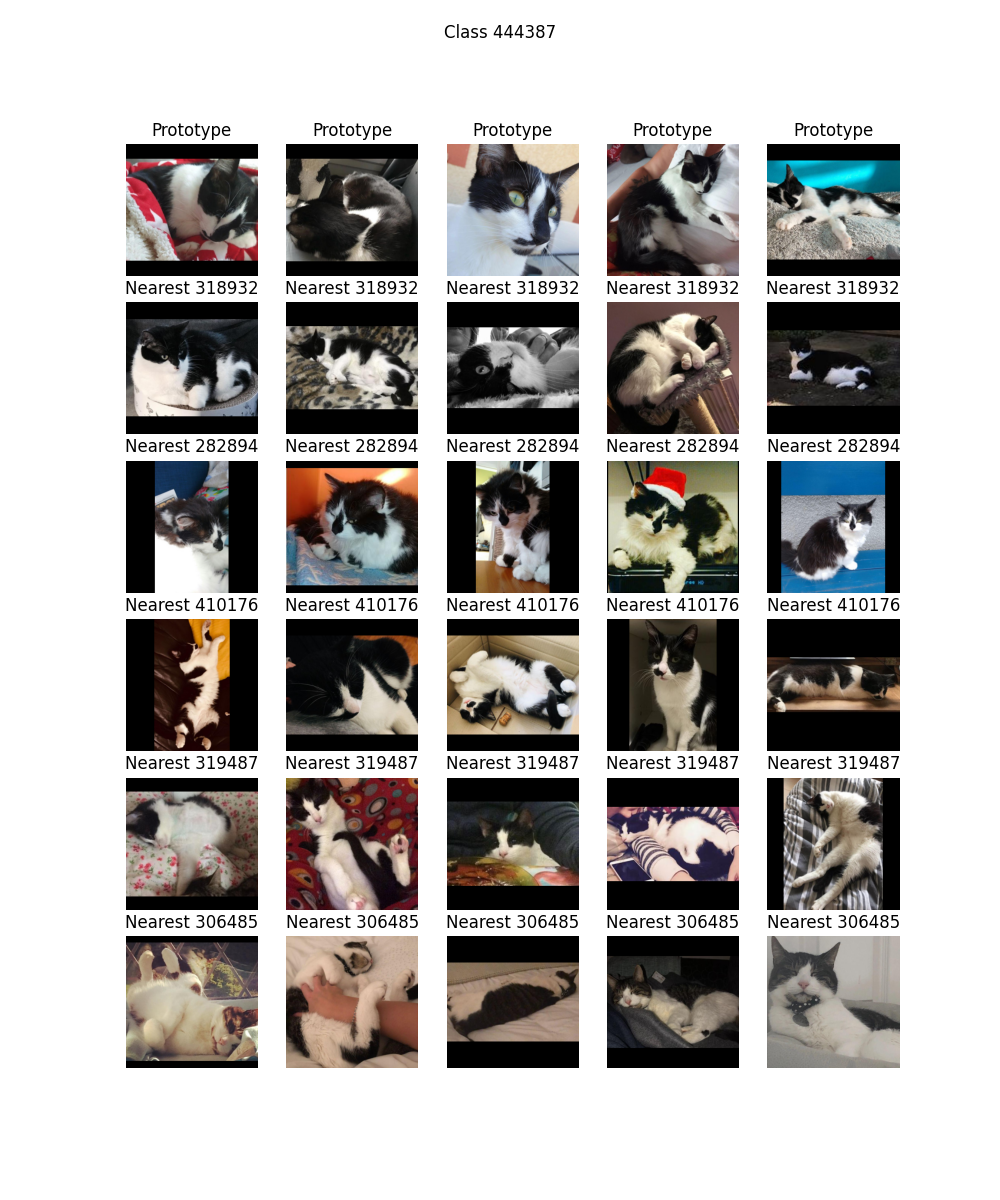 Class 444387
Prototype Prototype Prototype Prototype Prototype
Nearest 318932 Nearest 318932 Nearest 318932 Nearest 318932 Nearest 318932
Nearest 282894 Nearest 282894 Nearest 282894 Nearest 282894 Nearest 282894
Nearest 410176 Nearest 410176 Nearest 410176 Nearest 410176 Nearest 410176
Nearest 319487 Nearest 319487 Nearest 319487 Nearest 319487 Nearest 319487
Nearest 306485 Nearest 306485 Nearest 306485 Nearest 306485 Nearest 306485